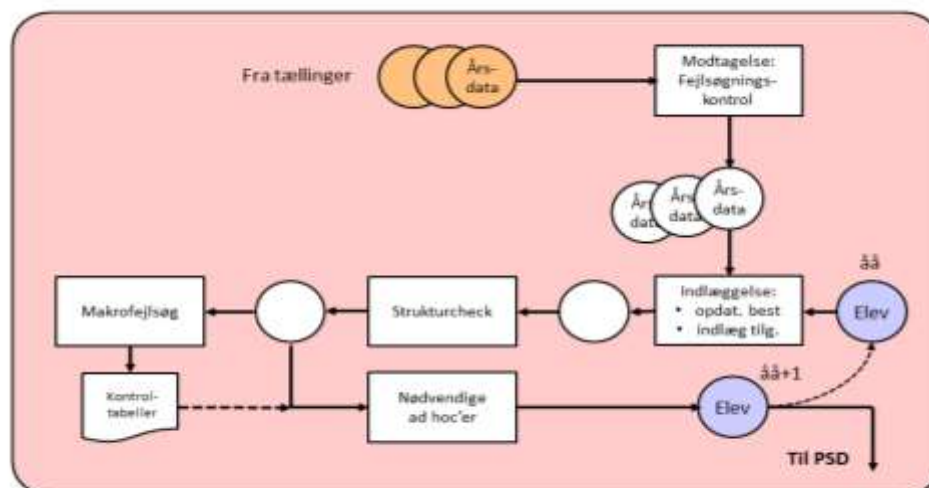 Fra tællinger
Års-
data
Modtagelse:
Fejlsøgnings-
kontrol
Års-
data
Års-
data
Års-
data
åå
Makrofejlsøg
Strukturcheck
Indlæggelse:
• opdat. best
• indlæg tilg.
Elev
åå+1
Kontrol-
tabeller
Nødvendige
ad hoc'er
Elev
Til PSD